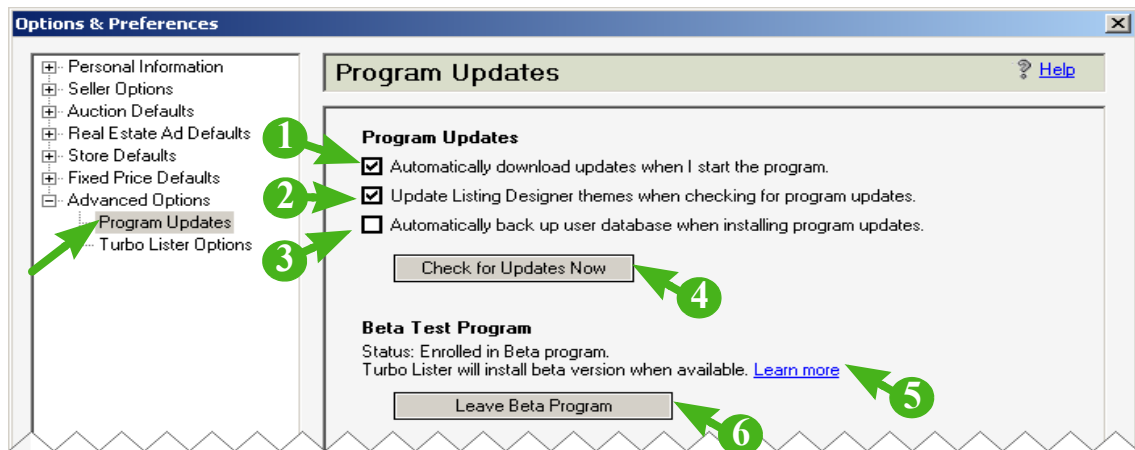 Options & Preferences
Personal Information
Seller Options
Auction Defaults
Real Estate Ad Defaults
Store Defaults
Fixed Price Defaults
Advanced Options
Program Updates
Turbo Lister Options
Program Updates
? Help
Program Updates
1
Automatically download updates when I start the program.
2
Update Listing Designer themes when checking for program updates.
3
Automatically back up user database when installing program updates.
Check for Updates Now
4
Beta Test Program
Status: Enrolled in Beta program.
Turbo Lister will install beta version when available. Learn more
5
Leave Beta Program
6